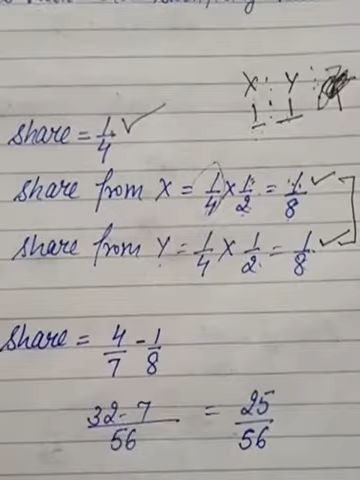 X : Y :
1 : 1
share = 1/4 ✓
share from X = 1/4 x 1/2 = 1/8 ✓
share from Y = 1/4 X 1/2 = 1/8 ✓
share = 4/7 - 1/8
32-7/56 = 25/56